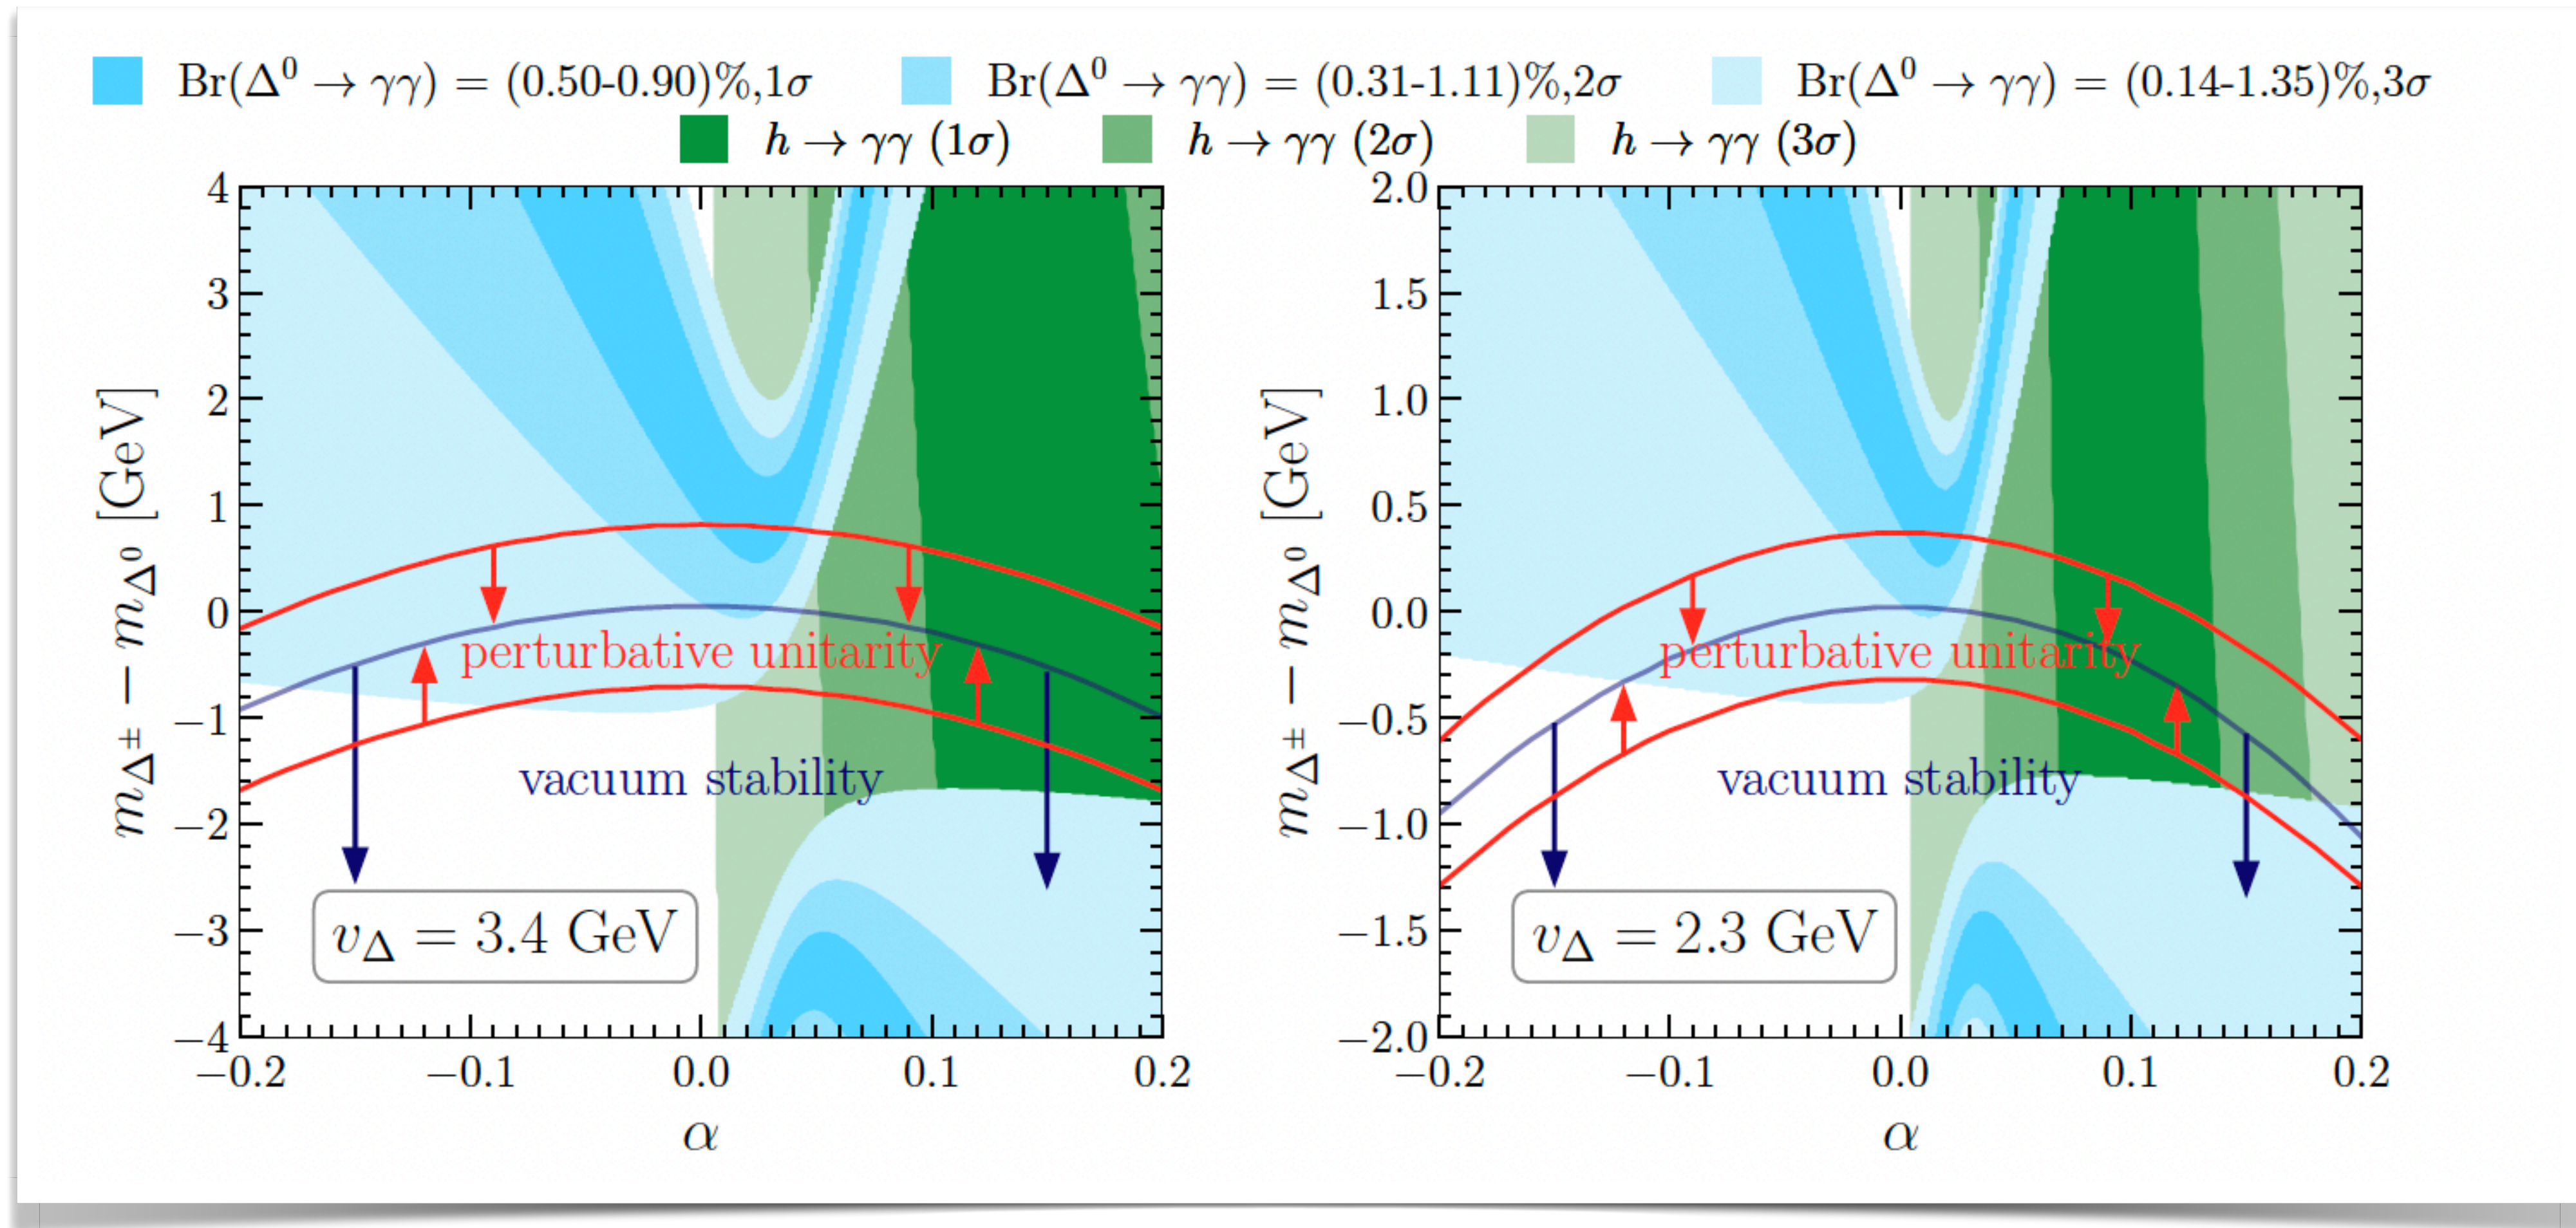 Br(Δ⁰ → γγ) = (0.50-0.90)%,1σ Br(Δ⁰ → γγ) = (0.31-1.11)%,2σ Br(Δ⁰ → γγ) = (0.14-1.35)%,3σ
h → γγ (1σ) h → γγ (2σ) h → γγ (3σ)
m_Δ± − m_Δ⁰ [GeV]
4
3
2
1
0
−1
−2
−3
−4
perturbative unitarity
vacuum stability
v_Δ = 3.4 GeV
−0.2 −0.1 0.0 0.1 0.2
α
m_Δ± − m_Δ⁰ [GeV]
2.0
1.5
1.0
0.5
0.0
−0.5
−1.0
−1.5
−2.0
perturbative unitarity
vacuum stability
v_Δ = 2.3 GeV
−0.2 −0.1 0.0 0.1 0.2
α